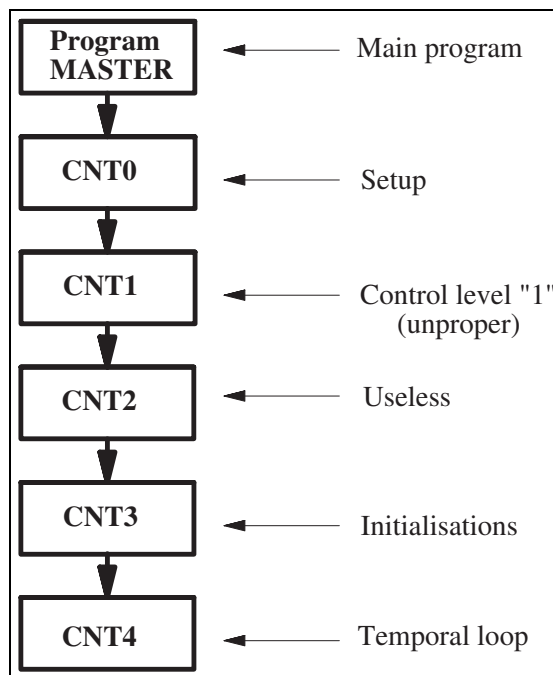 Program
MASTER
Main program
CNT0
Setup
CNT1
Control level "1"
(unproper)
CNT2
Useless
CNT3
Initialisations
CNT4
Temporal loop